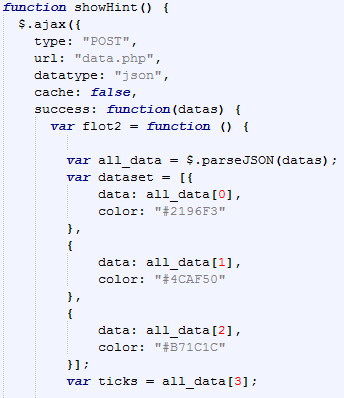 function showHint() {
$.ajax({
type: "POST",
url: "data.php",
datatype: "json",
cache: false,
success: function(datas) {
var flot2 = function () {
var all_data = $.parseJSON(datas);
var dataset = [{
data: all_data[0],
color: "#2196F3"
},
{
data: all_data[1],
color: "#4CAF50"
},
{
data: all_data[2],
color: "#B71C1C"
}];
var ticks = all_data[3];